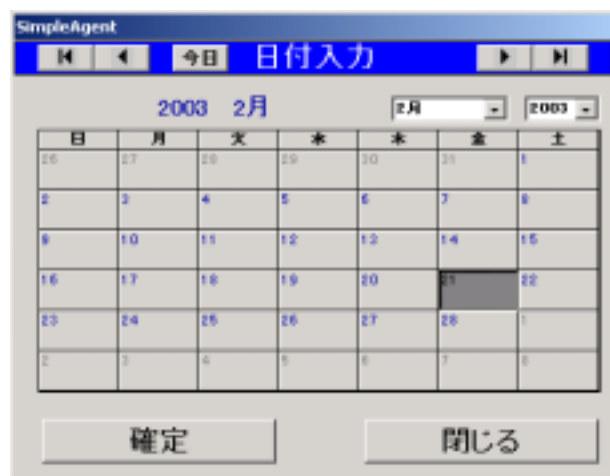 SimpleAgent
今日 日付入力
2003 2月 2月 2003
日 月 火 水 木 金 土
26 27 28 29 30 31 1
2 3 4 5 6 7 8
9 10 11 12 13 14 15
16 17 18 19 20 21 22
23 24 25 26 27 28 1
2 3 4 5 6 7 8
確定 閉じる